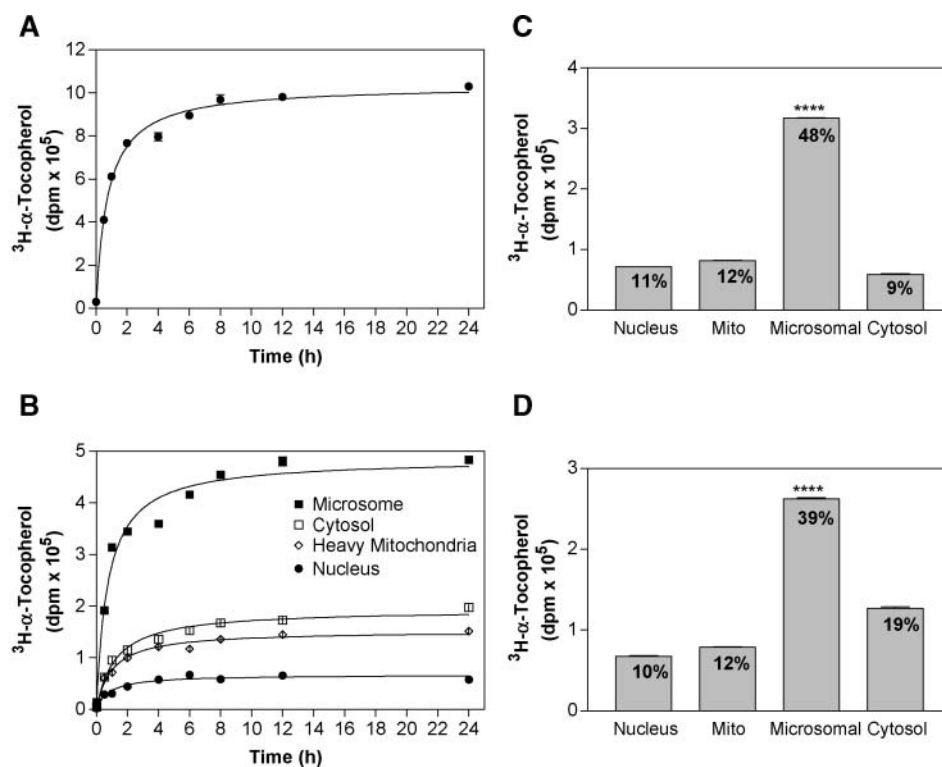 A
³H-α-Tocopherol
(dpm x 10⁵)
12
10
8
6
4
2
0
0 2 4 6 8 10 12 14 16 18 20 22 24
Time (h)
B
³H-α-Tocopherol
(dpm x 10⁵)
5
4
3
2
1
0
Microsome
Cytosol
Heavy Mitochondria
Nucleus
0 2 4 6 8 10 12 14 16 18 20 22 24
Time (h)
C
³H-α-Tocopherol
(dpm x 10⁵)
4
3
2
1
0
****
48%
11%
12%
9%
Nucleus Mito Microsomal Cytosol
D
³H-α-Tocopherol
(dpm x 10⁵)
3
2
1
0
****
39%
19%
10%
12%
Nucleus Mito Microsomal Cytosol